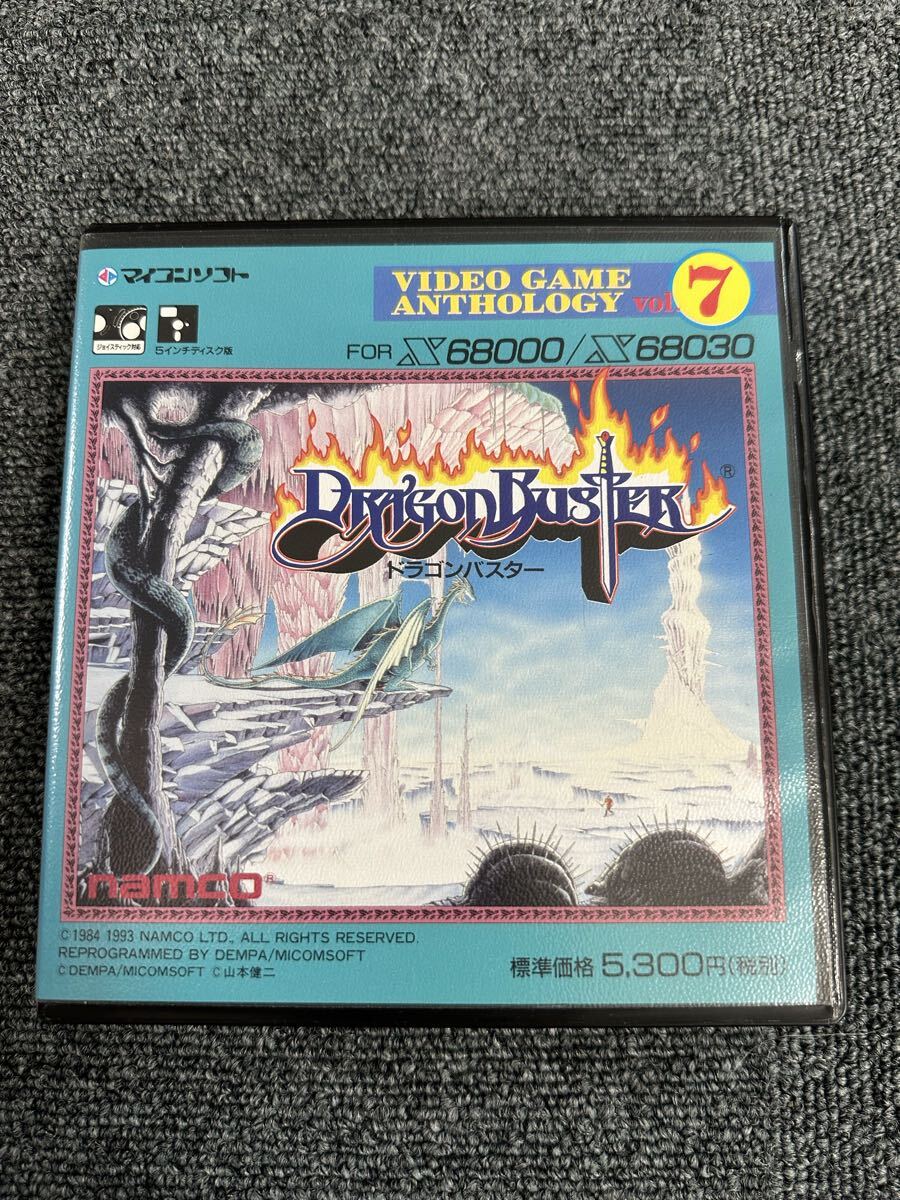 マイコンソフト
VIDEO GAME
ANTHOLOGY vol. 7
ジョイスティック対応
5インチディスク版
FOR X68000/X68030
DRAGON BUSTER®
ドラゴンバスター
namco®
©1984 1993 NAMCO LTD., ALL RIGHTS RESERVED.
REPROGRAMMED BY DEMPA/MICOMSOFT
©DEMPA/MICOMSOFT ©山本健二
標準価格 5,300円(税別)